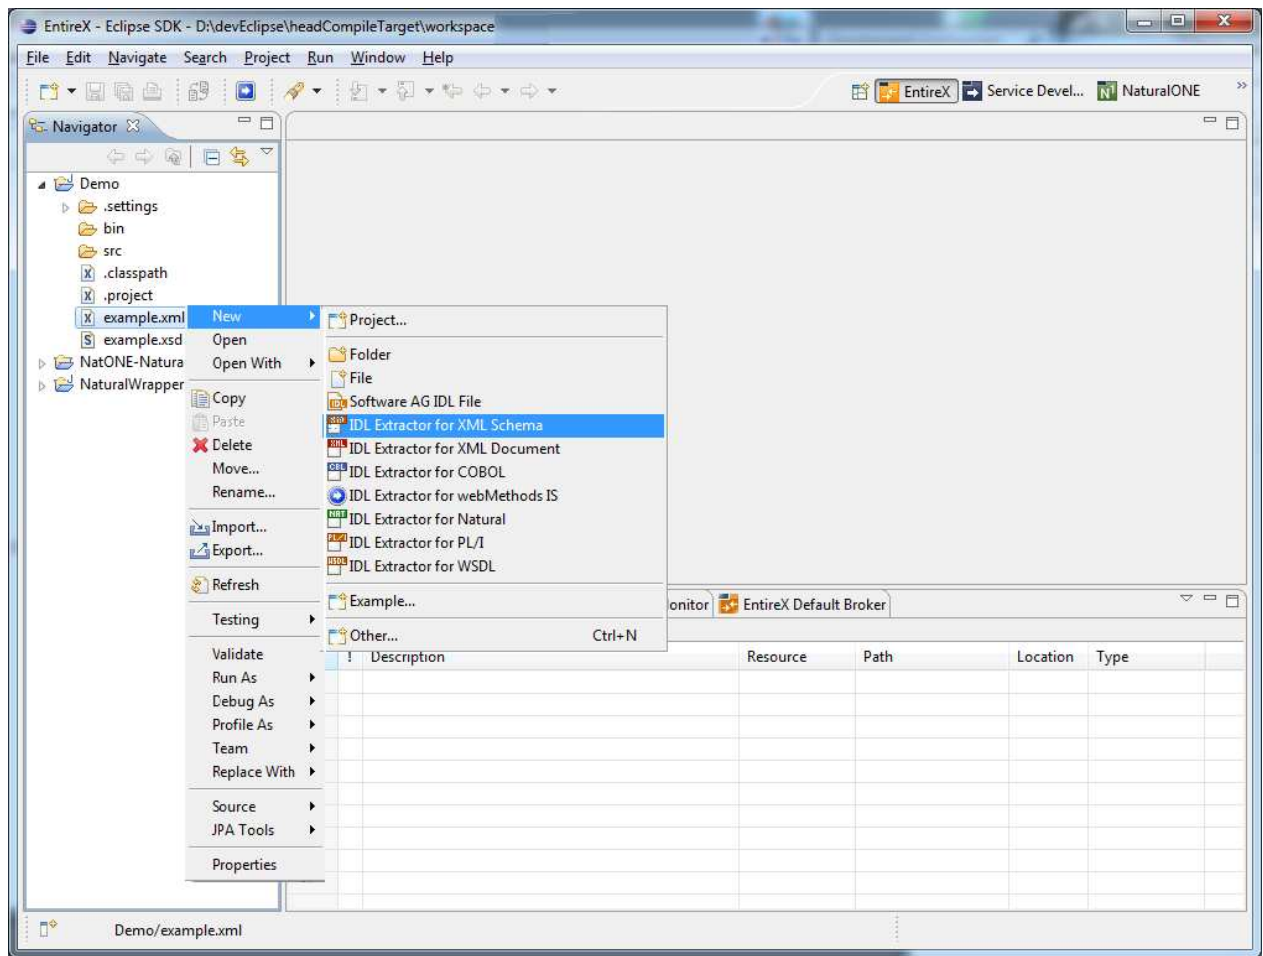 EntireX - Eclipse SDK - D:\devEclipse\headCompileTarget\workspace
File Edit Navigate Search Project Run Window Help
EntireX Service Devel... NaturalONE »
Navigator
Demo
.settings
bin
src
.classpath
.project
example.xml
example.xsd
NatONE-Natura
NaturalWrapper
New
Open
Open With
Copy
Paste
Delete
Move...
Rename...
Import...
Export...
Refresh
Testing
Validate
Run As
Debug As
Profile As
Team
Replace With
Source
JPA Tools
Properties
Project...
Folder
File
Software AG IDL File
IDL Extractor for XML Schema
IDL Extractor for XML Document
IDL Extractor for COBOL
IDL Extractor for webMethods IS
IDL Extractor for Natural
IDL Extractor for PL/I
IDL Extractor for WSDL
Example...
Other... Ctrl+N
onitor EntireX Default Broker
! Description Resource Path Location Type
Demo/example.xml